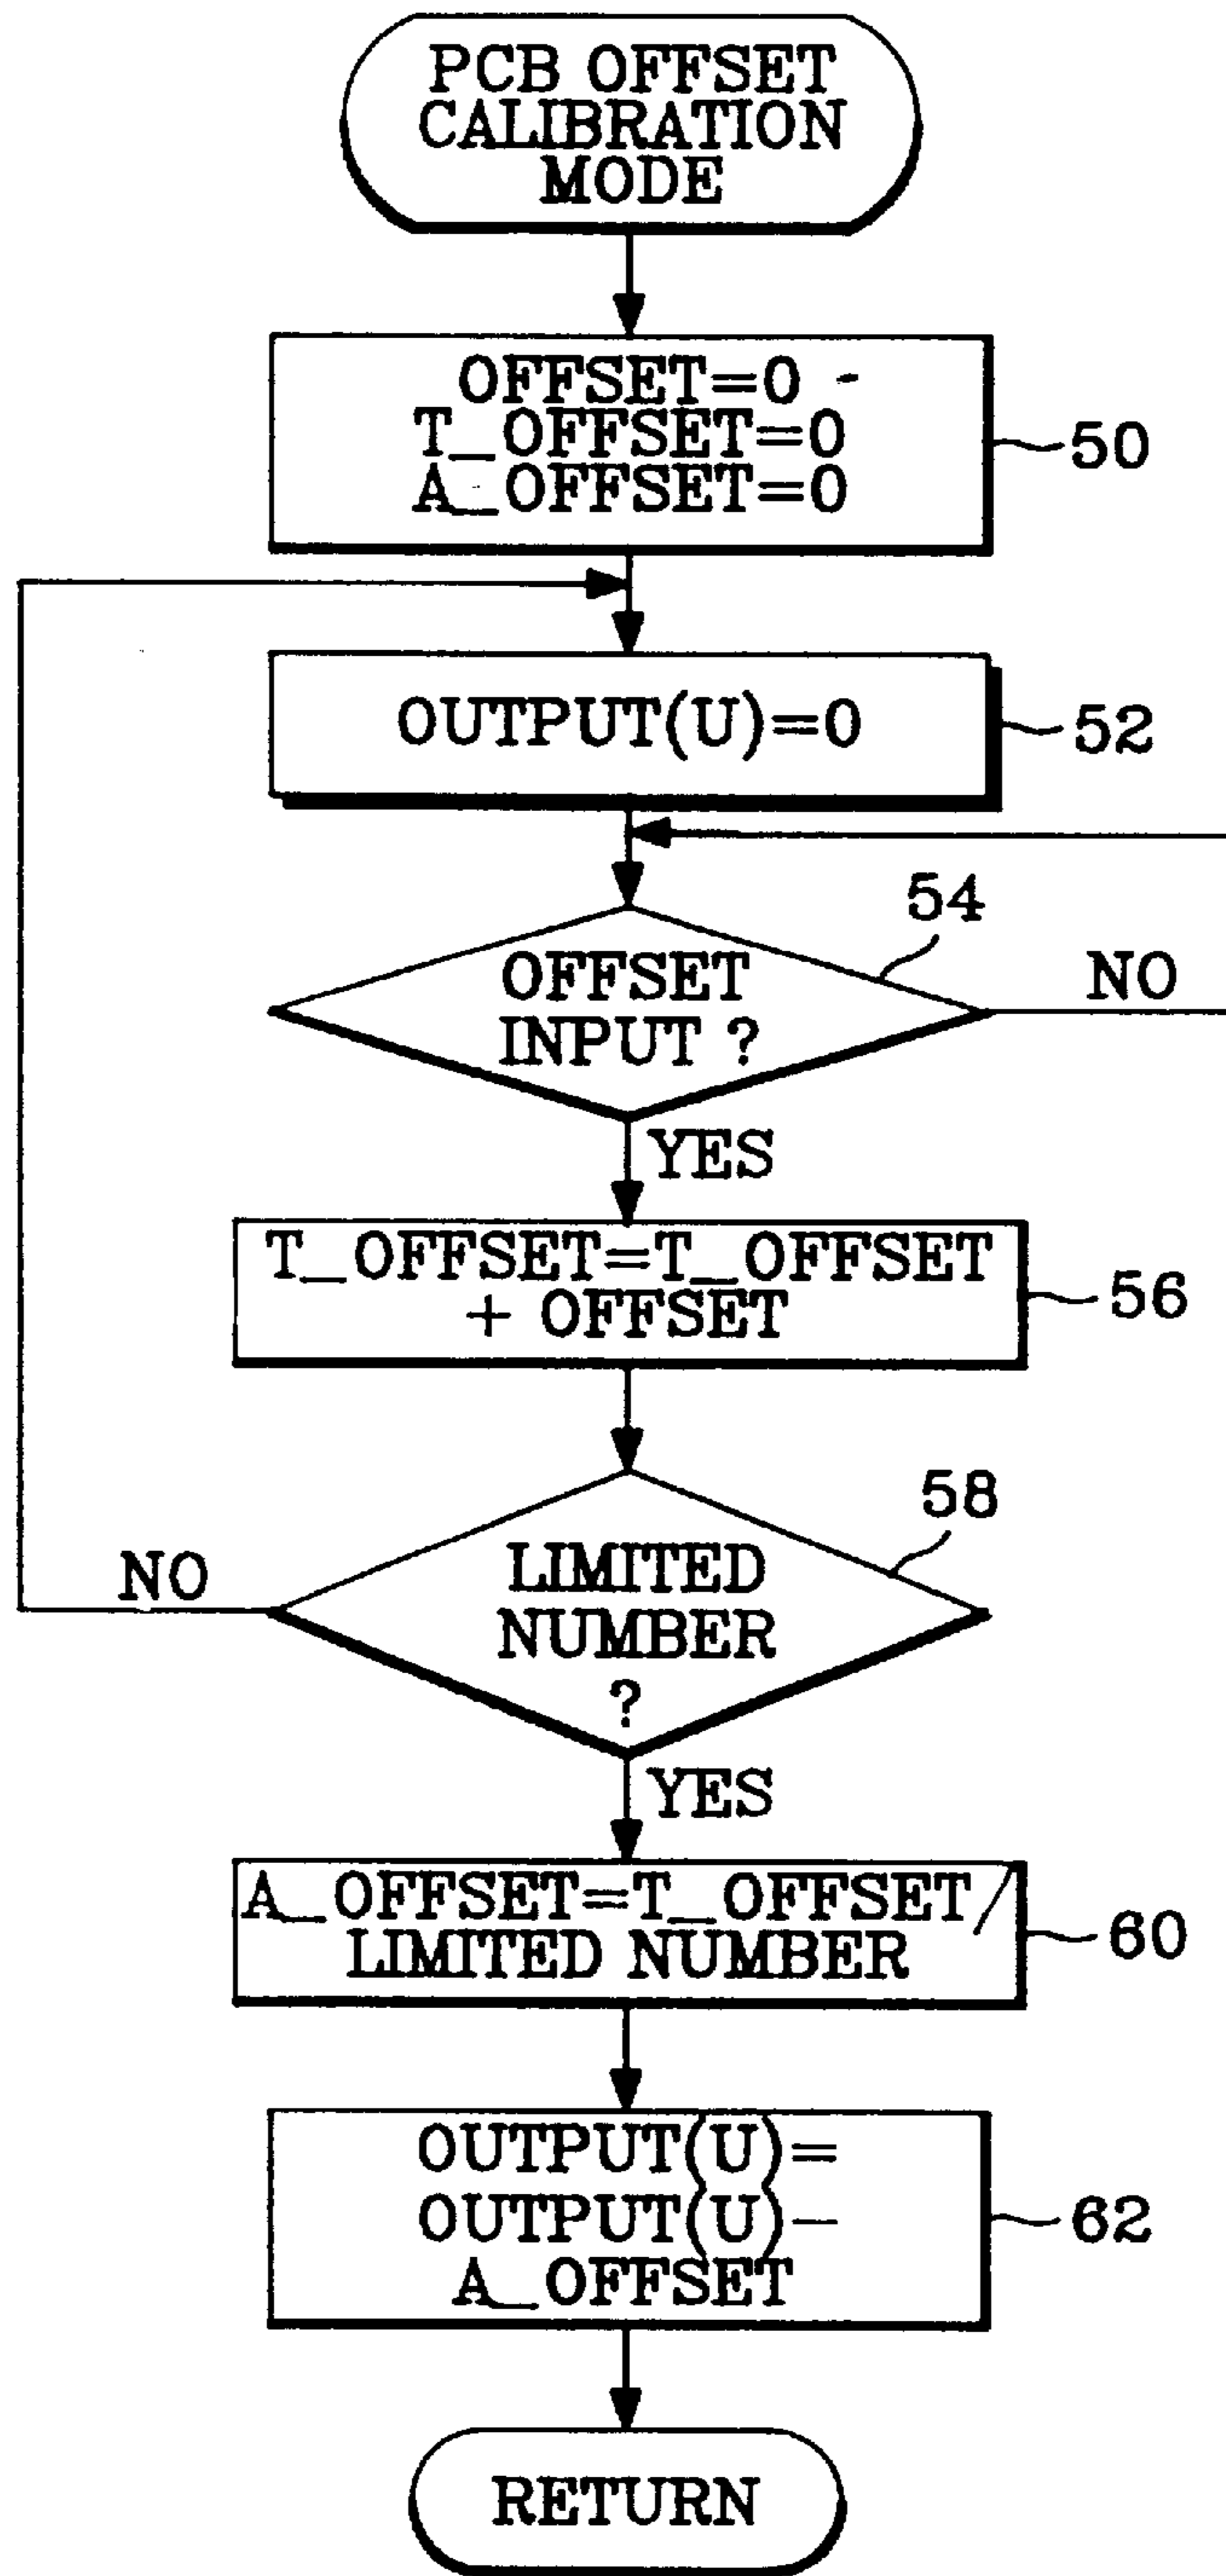 PCB OFFSET
CALIBRATION
MODE
OFFSET=0
T_OFFSET=0
A_OFFSET=0
50
OUTPUT(U)=0
52
54
OFFSET
INPUT ?
NO
YES
T_OFFSET=T_OFFSET
+ OFFSET
56
58
LIMITED
NUMBER
?
NO
YES
A_OFFSET=T_OFFSET /
LIMITED NUMBER
60
OUTPUT(U)=
OUTPUT(U)-
A_OFFSET
62
RETURN